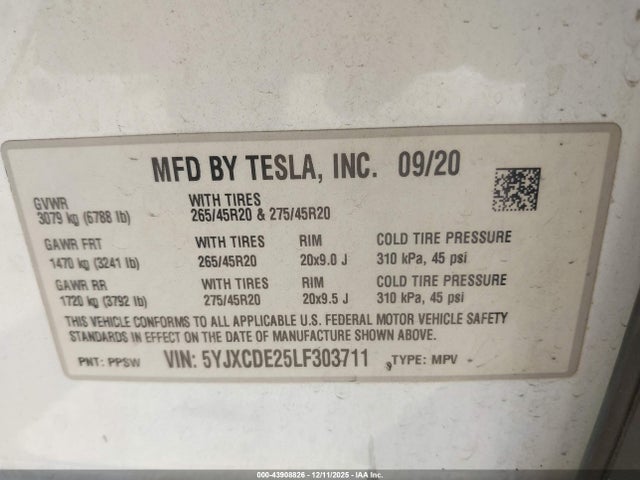 MFD BY TESLA, INC. 09/20
GVWR
3079 kg (6788 lb)
WITH TIRES
265/45R20 & 275/45R20
GAWR FRT WITH TIRES RIM COLD TIRE PRESSURE
1470 kg (3241 lb) 265/45R20 20x9.0 J 310 kPa, 45 psi
GAWR RR WITH TIRES RIM COLD TIRE PRESSURE
1720 kg (3792 lb) 275/45R20 20x9.5 J 310 kPa, 45 psi
THIS VEHICLE CONFORMS TO ALL APPLICABLE U.S. FEDERAL MOTOR VEHICLE SAFETY
STANDARDS IN EFFECT ON THE DATE OF MANUFACTURE SHOWN ABOVE.
PNT: PPSW VIN: 5YJXCDE25LF303711 TYPE: MPV
000-43908826 - 12/11/2025 - IAA Inc.